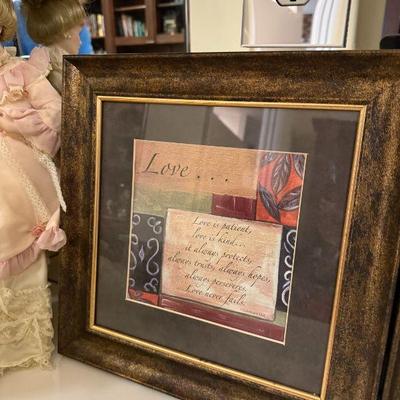 Love . . .
Love is patient,
love is kind...
it always protects,
always trusts, always hopes,
always perseveres.
Love never fails.